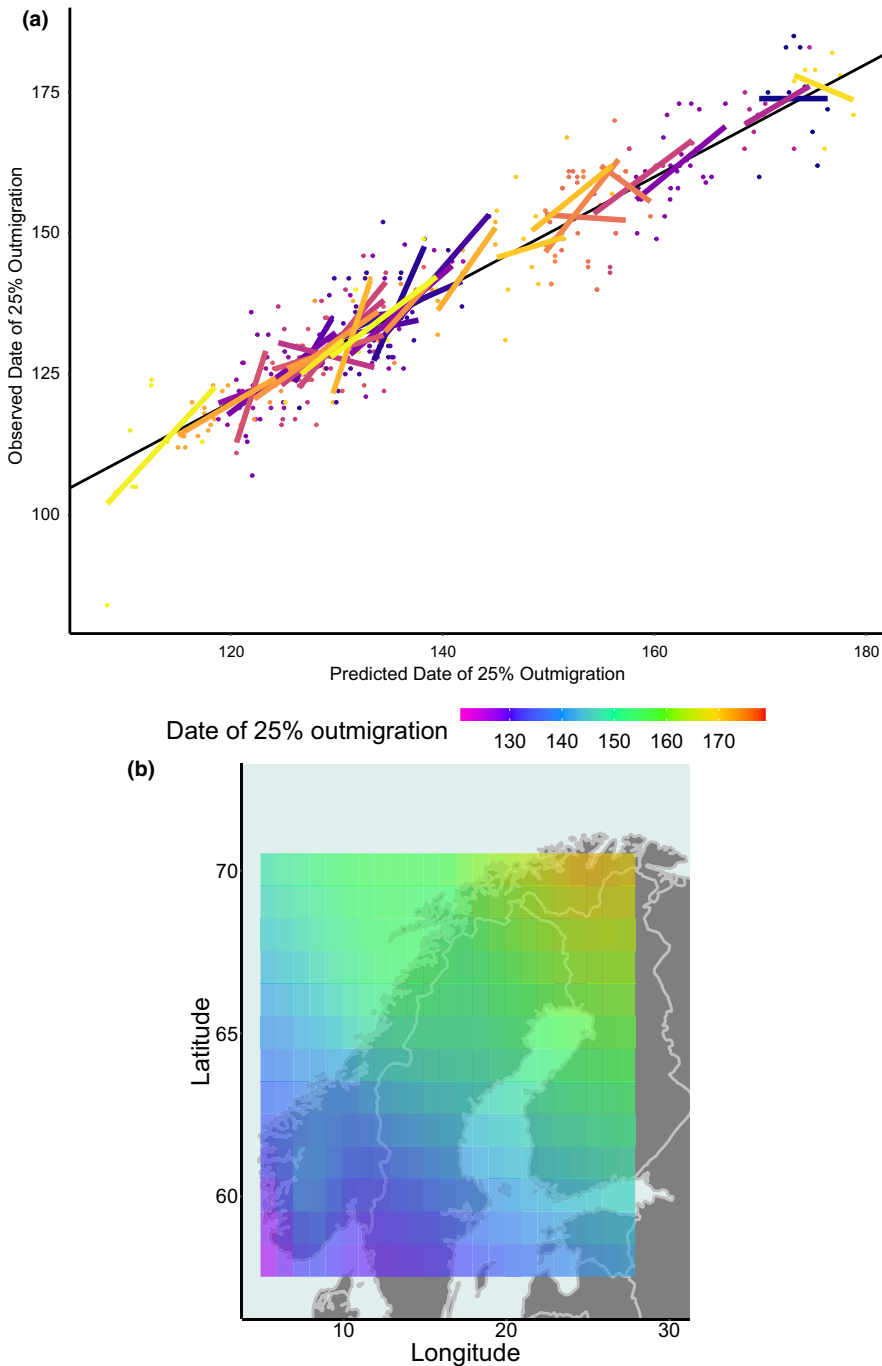 (a)
175
150
125
100
Observed Date of 25% Outmigration
120 140 160 180
Predicted Date of 25% Outmigration
Date of 25% outmigration
130 140 150 160 170
(b)
70
65
60
Latitude
10 20 30
Longitude